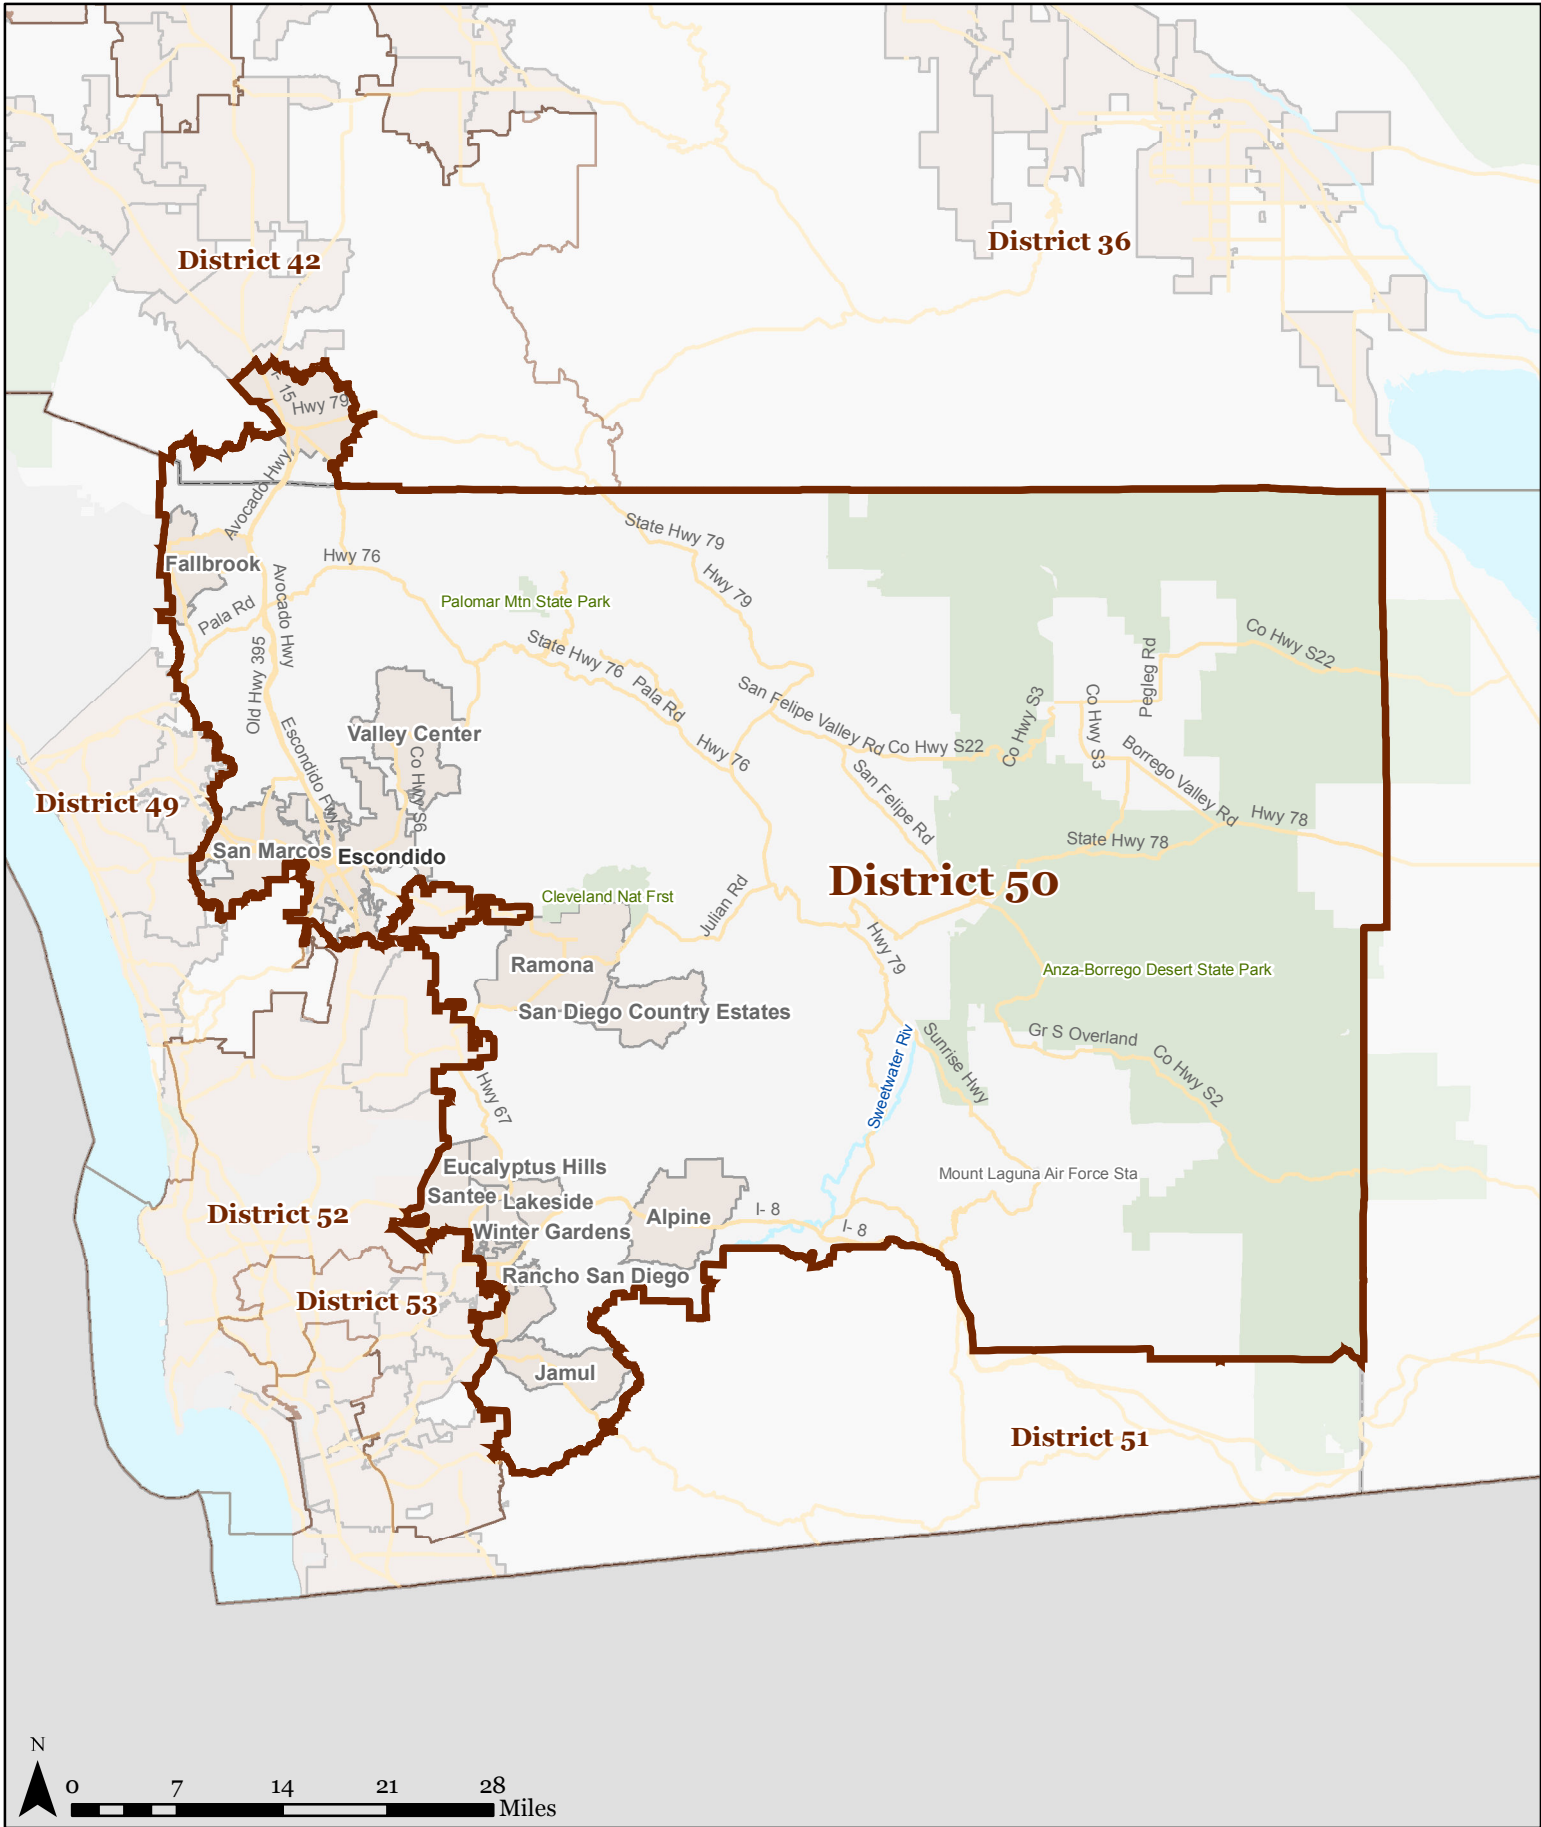 District 42
District 36
I- 15
Hwy 79
Avocado Hwy
State Hwy 79
Fallbrook
Hwy 76
Hwy 79
Avocado Hwy
Palomar Mtn State Park
Pala Rd
State Hwy 76
Co Hwy S22
Old Hwy 395
Pegleg Rd
Pala Rd
San Felipe Valley Rd
Co Hwy S3
Co Hwy S3
Escondido Fwy
Valley Center
Hwy 76
Co Hwy S22
Borrego Valley Rd
Co Hwy S6
San Felipe Rd
District 49
Hwy 78
State Hwy 78
San Marcos
Escondido
District 50
Cleveland Nat Frst
Julian Rd
Hwy 79
Ramona
Anza-Borrego Desert State Park
San Diego Country Estates
Gr S Overland
Sweetwater Riv
Sunrise Hwy
Co Hwy S2
Hwy 67
Eucalyptus Hills
Mount Laguna Air Force Sta
Santee
Lakeside
District 52
Alpine
I- 8
Winter Gardens
I- 8
Rancho San Diego
District 53
Jamul
District 51
N
0 7 14 21 28
Miles